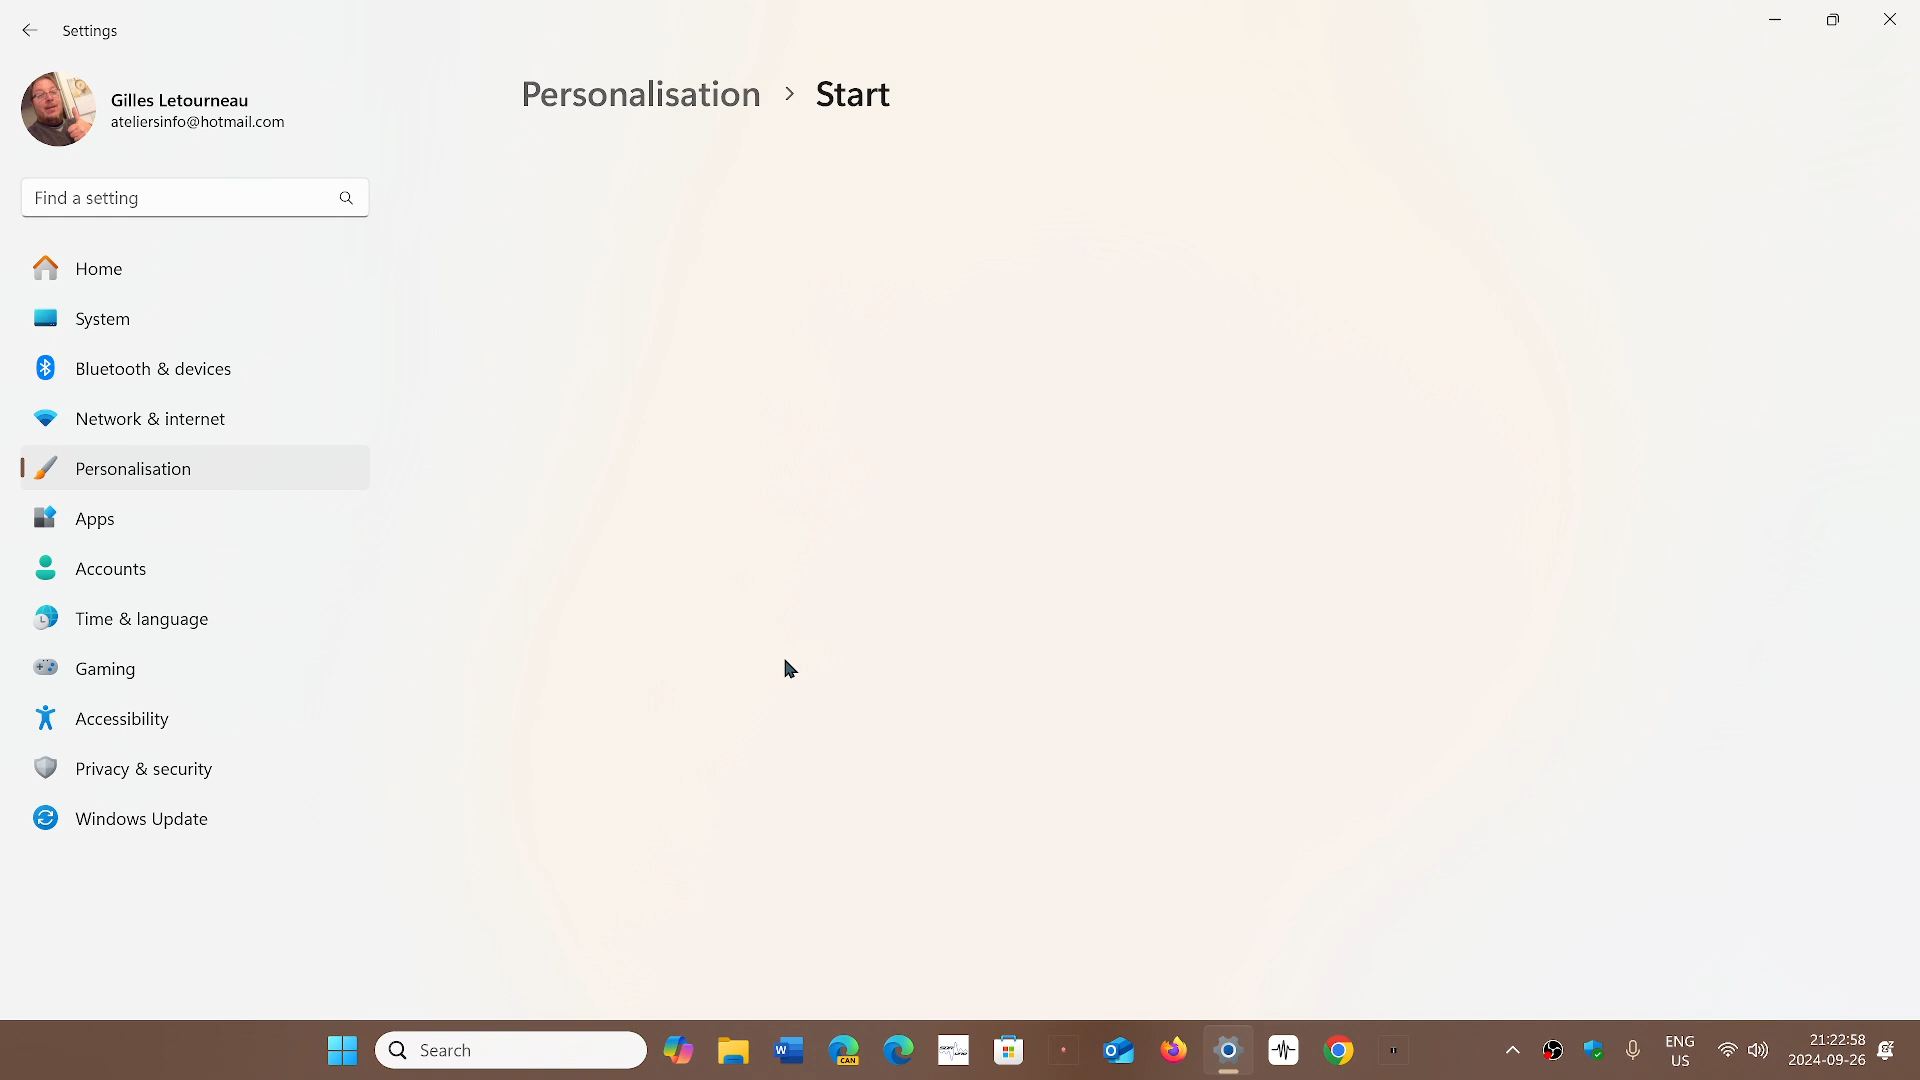 Settings
Gilles Letourneau
ateliersinfo@hotmail.com
Personalisation > Start
Find a setting
Home
System
Bluetooth & devices
Network & internet
Personalisation
Apps
Accounts
Time & language
Gaming
Accessibility
Privacy & security
Windows Update
Search
W
CAN
ENG
US
21:22:58
2024-09-26